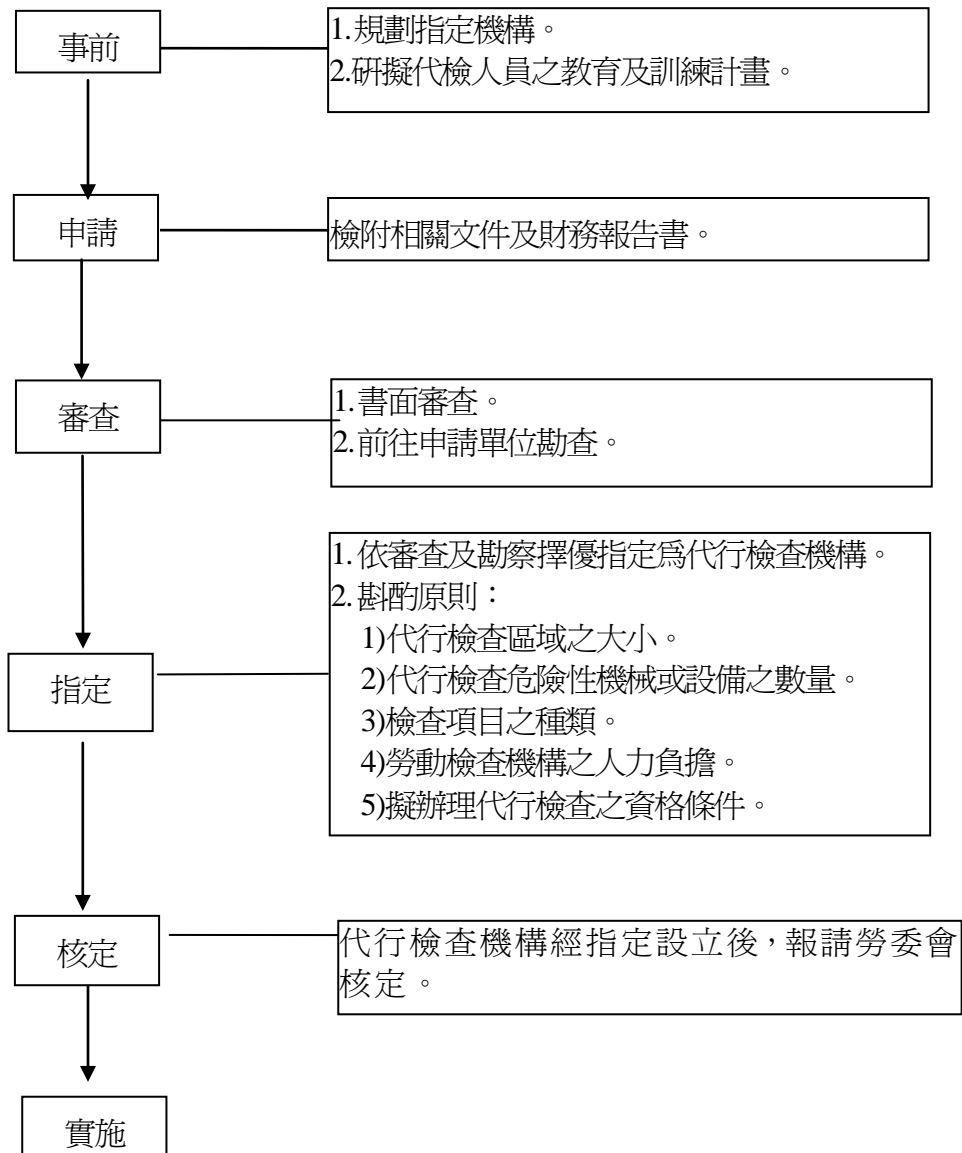 事前
1.規劃指定機構。
2.研擬代檢人員之教育及訓練計畫。
申請
檢附相關文件及財務報告書。
審查
1.書面審查。
2.前往申請單位勘查。
指定
1.依審查及勘察擇優指定為代行檢查機構。
2.斟酌原則：
1)代行檢查區域之大小。
2)代行檢查危險性機械或設備之數量。
3)檢查項目之種類。
4)勞動檢查機構之人力負擔。
5)擬辦理代行檢查之資格條件。
核定
代行檢查機構經指定設立後，報請勞委會
核定。
實施